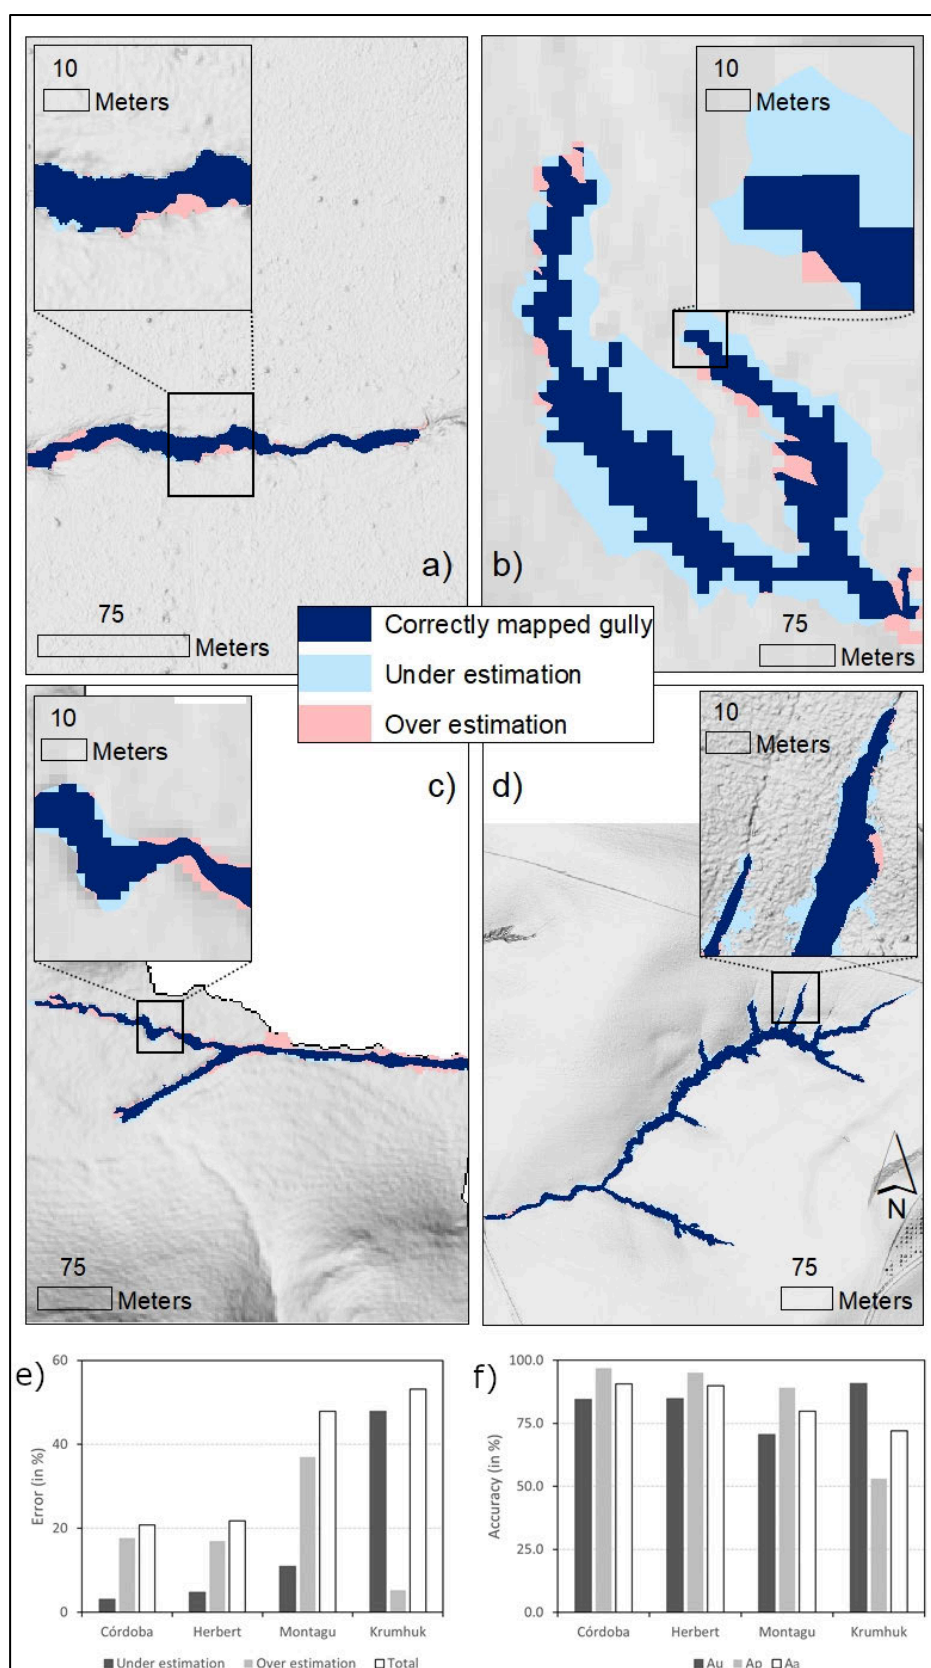 10
Meters
a)
75
Meters
10
Meters
b)
75
Meters
Correctly mapped gully
Under estimation
Over estimation
10
Meters
c)
75
Meters
d)
10
Meters
N
75
Meters
e)
60
40
20
0
Error (in %)
Córdoba Herbert Montagu Krumhuk
Under estimation Over estimation Total
f)
100.0
75.0
50.0
25.0
0.0
Accuracy (in %)
Córdoba Herbert Montagu Krumhuk
Au Ap Aa